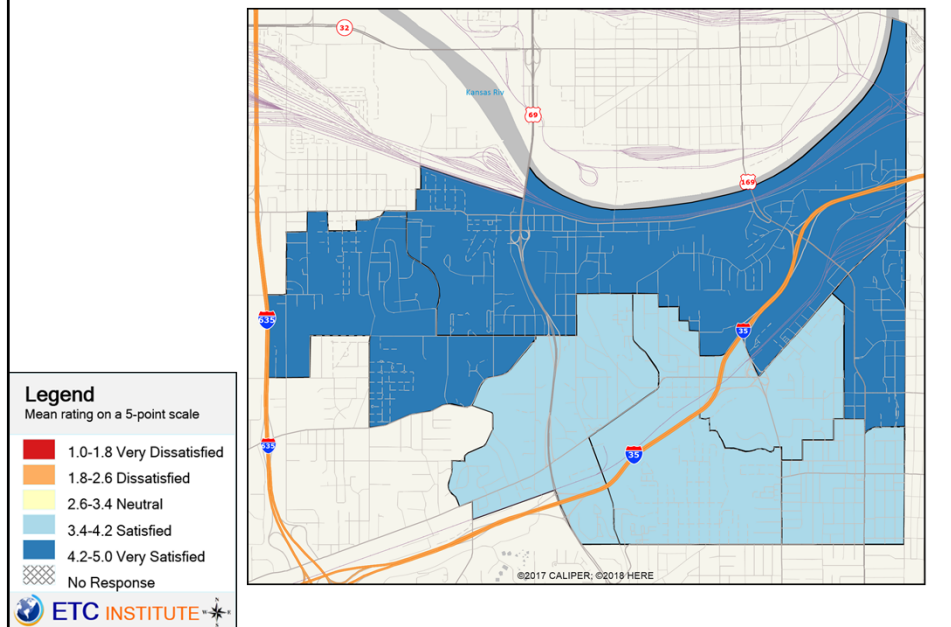 32
Kansas Riv
69
169
635
35
635
35
Legend
Mean rating on a 5-point scale
1.0-1.8 Very Dissatisfied
1.8-2.6 Dissatisfied
2.6-3.4 Neutral
3.4-4.2 Satisfied
4.2-5.0 Very Satisfied
No Response
©2017 CALIPER; ©2018 HERE
ETC INSTITUTE